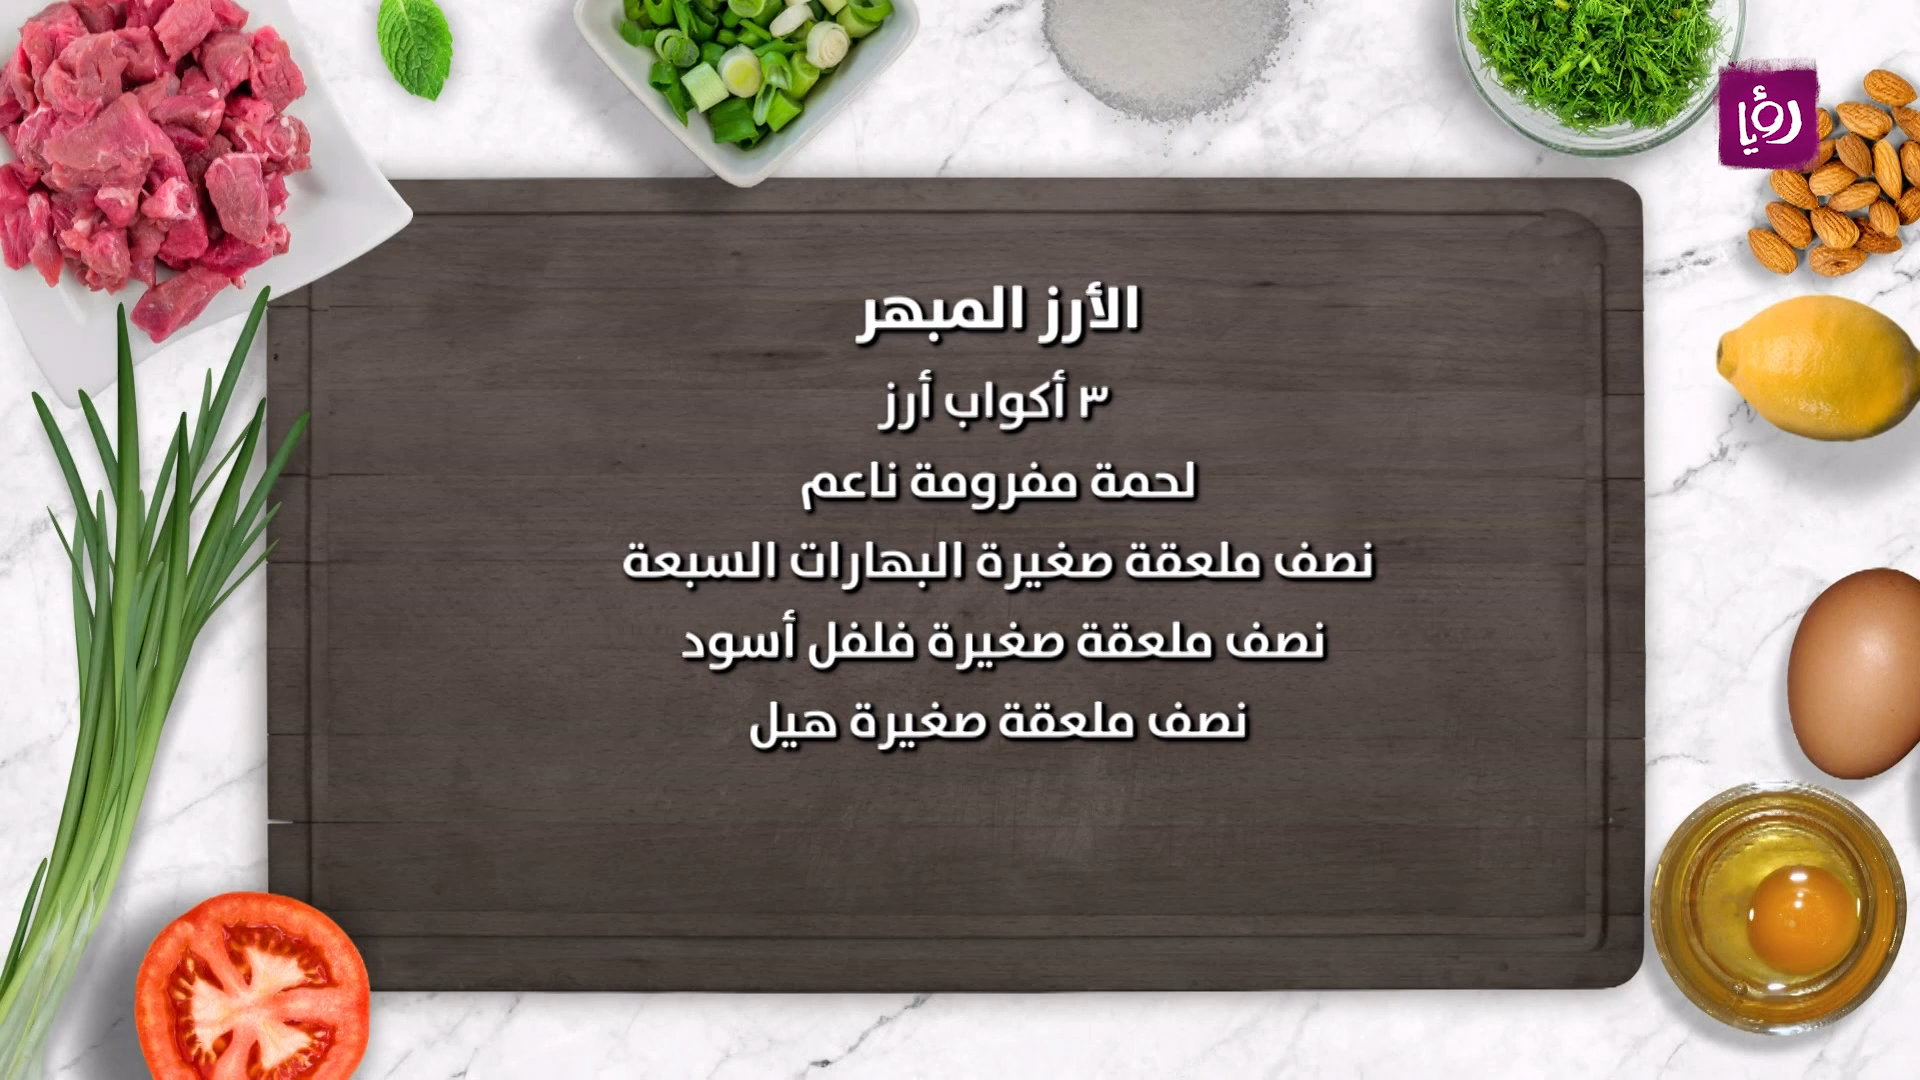 رؤيا
الأرز المبهر
٣ أكواب أرز
لحمة مفرومة ناعم
نصف ملعقة صغيرة البهارات السبعة
نصف ملعقة صغيرة فلفل أسود
نصف ملعقة صغيرة هيل